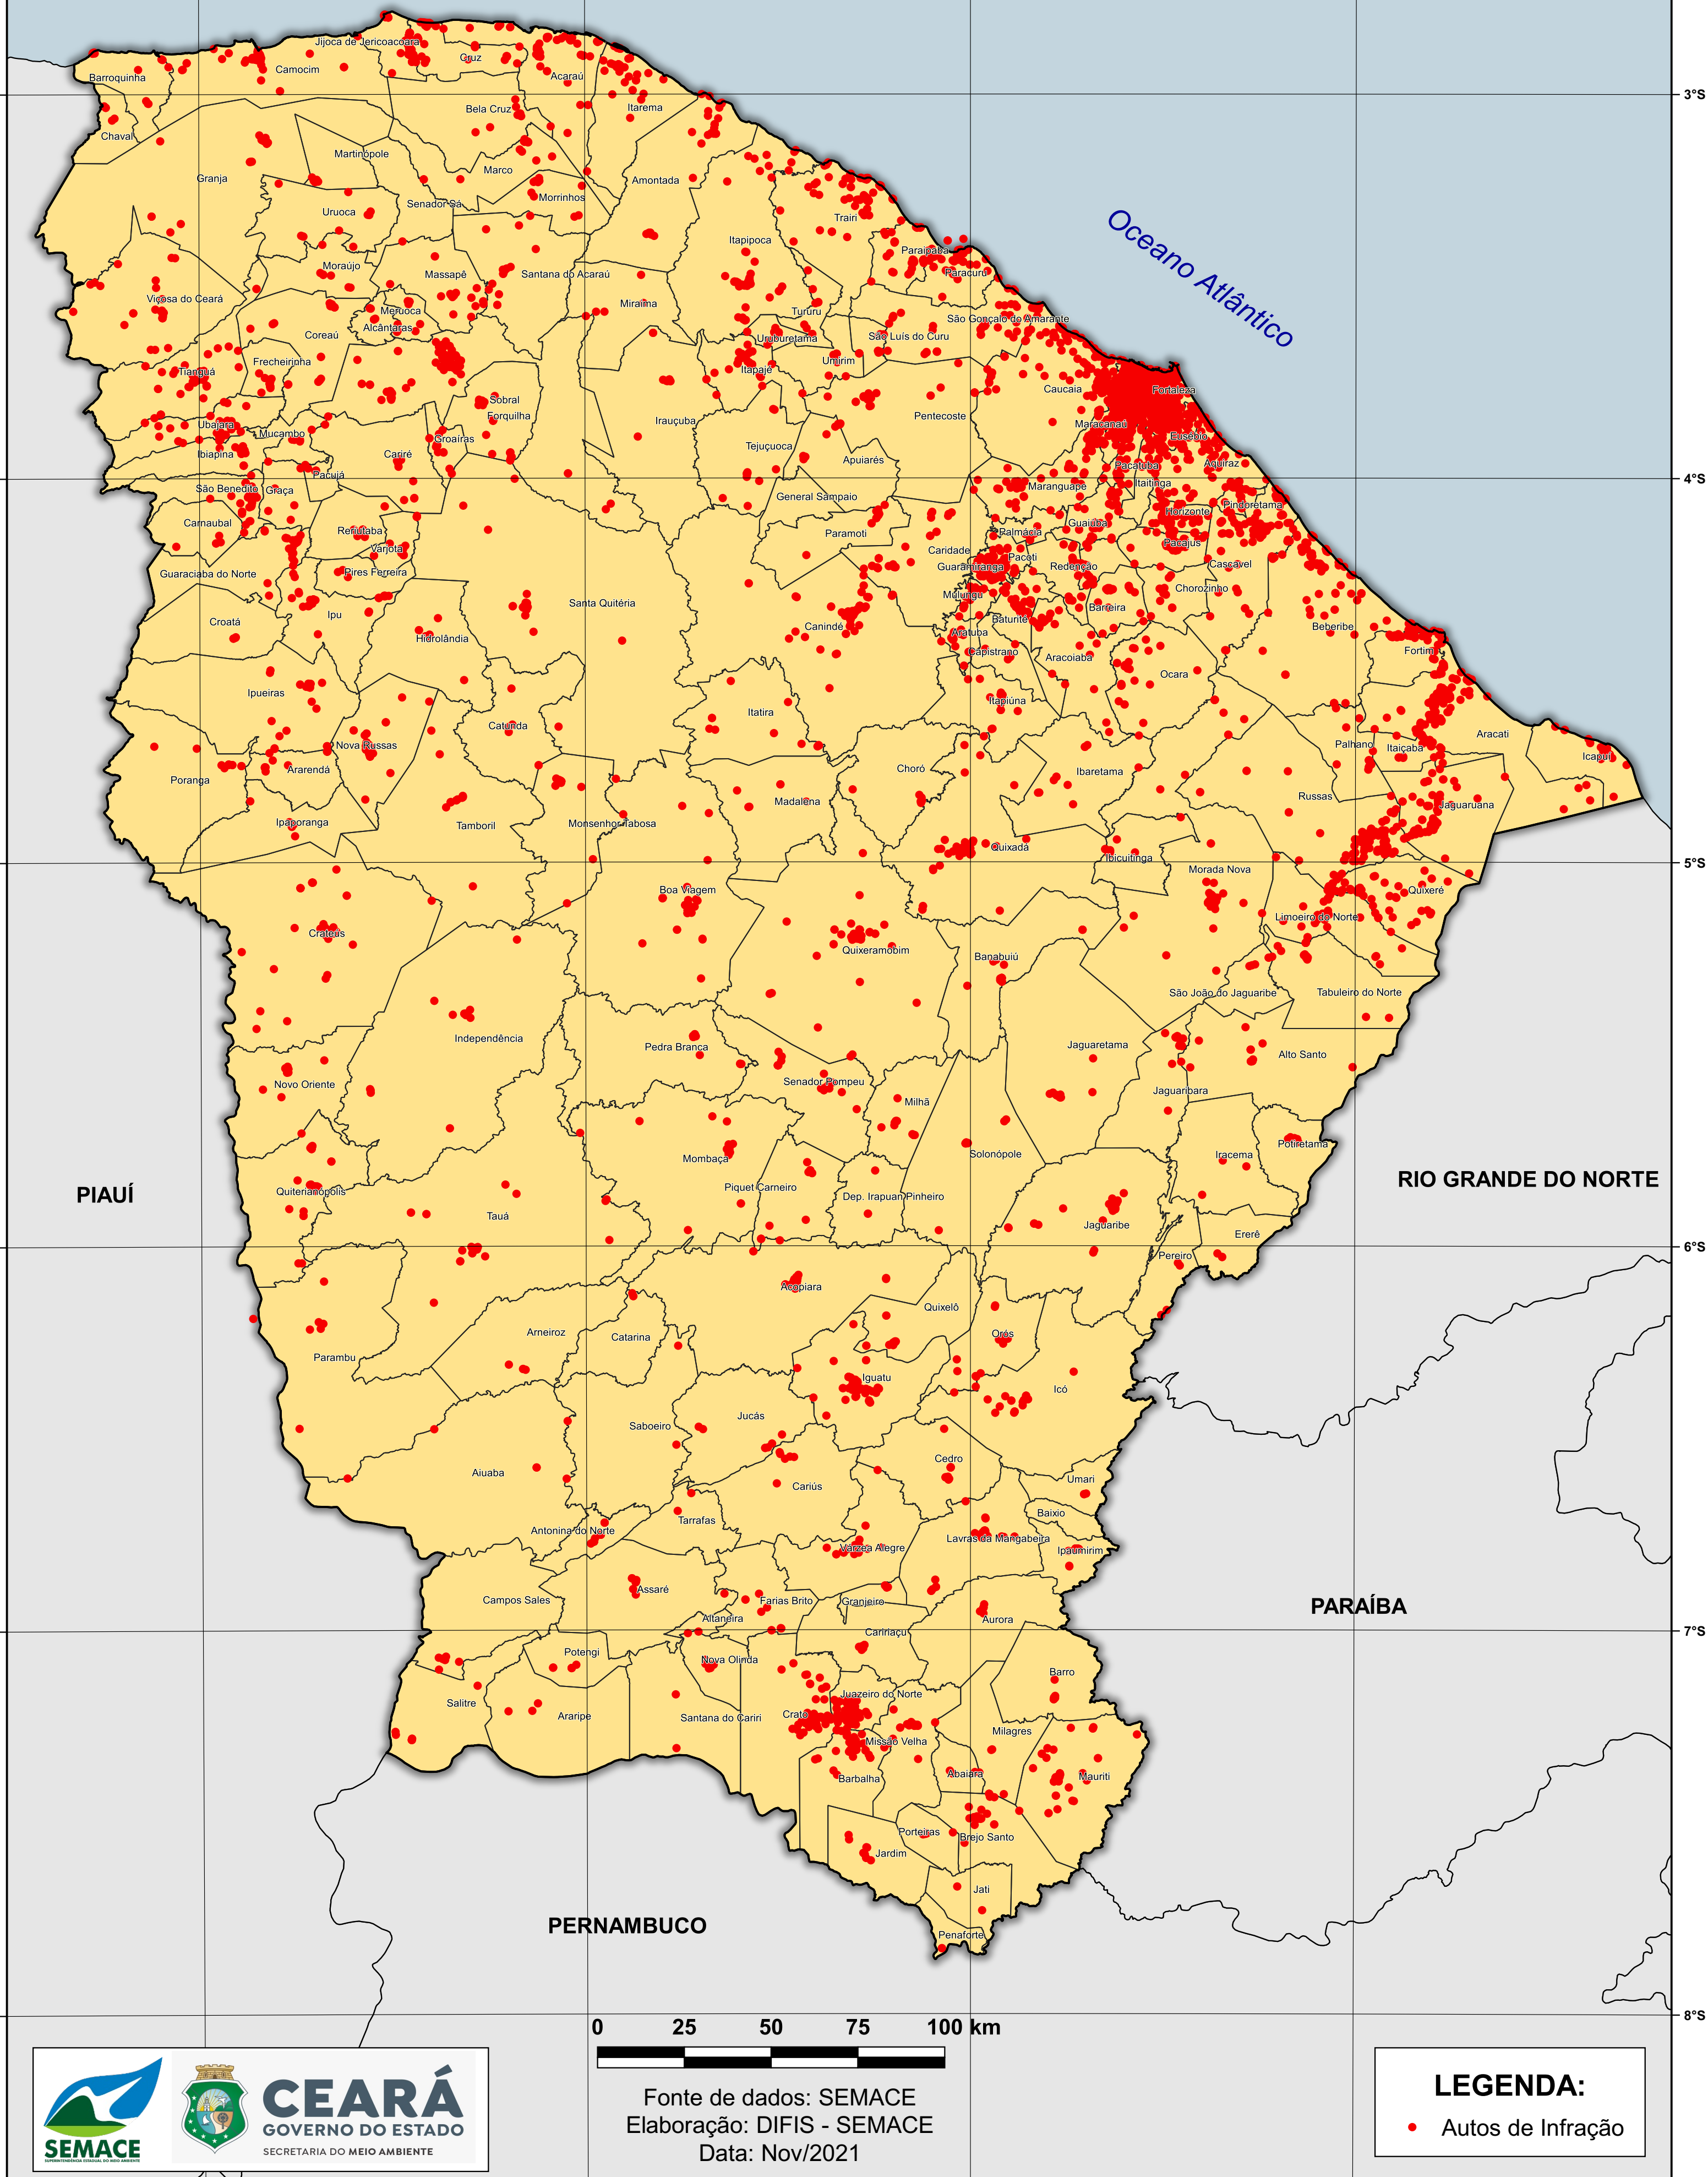 Jijoca de Jericoacoara
Cruz
Barroquinha
Camocim
Acaraú
Bela Cruz
Itarema
Chaval
Martinópole
Granja
Marco
Amontada
Senador Sá
Morrinhos
Uruoca
Trairi
Oceano Atlântico
Itapipoca
Paraipaba
Moraújo
Massapê
Santana do Acaraú
Paracuru
Viçosa do Ceará
Miraíma
Meruoca
Tururu
São Gonçalo do Amarante
Alcântaras
Coreaú
Uruburetama
São Luís do Curu
Frecheirinha
Umirim
Tianguá
Itapajé
Caucaia
Fortaleza
Sobral
Forquilha
Irauçuba
Pentecoste
Maracanaú
Ubajara
Mucambo
Eusébio
Groaíras
Tejuçuoca
Ibiapina
Cariré
Apuiarés
Pacatuba
Aquiraz
Pacujá
São Benedito
Graça
Maranguape
Itaitinga
General Sampaio
Pindoretama
Horizonte
Carnaubal
Reriutaba
Paramoti
Palmácia
Guaiúba
Pacajus
Varjota
Caridade
Pacoti
Guaraciaba do Norte
Pires Ferreira
Guaramiranga
Redenção
Cascavel
Mulungu
Chorozinho
Santa Quitéria
Barreira
Croatá
Ipu
Canindé
Baturité
Beberibe
Hidrolândia
Aratuba
Capistrano
Aracoiaba
Fortim
Ocara
Ipueiras
Itapiúna
Itatira
Catunda
Aracati
Nova Russas
Palhano
Itaiçaba
Icapuí
Ararendá
Choró
Ibaretama
Poranga
Russas
Madalena
Jaguaruana
Ipaporanga
Tamboril
Monsenhor Tabosa
Quixadá
Ibicuitinga
Morada Nova
Boa Viagem
Quixeré
Limoeiro do Norte
Crateús
Quixeramobim
Banabuiú
São João do Jaguaribe
Tabuleiro do Norte
Independência
Pedra Branca
Jaguaretama
Alto Santo
Novo Oriente
Senador Pompeu
Jaguaribara
Milhã
Potiretama
Mombaça
Solonópole
Iracema
RIO GRANDE DO NORTE
PIAUÍ
Quiterianópolis
Piquet Carneiro
Dep. Irapuan Pinheiro
Tauá
Jaguaribe
Ererê
Pereiro
Acopiara
Quixelô
Arneiroz
Catarina
Orós
Parambu
Iguatu
Icó
Jucás
Saboeiro
Cedro
Aiuaba
Umari
Cariús
Baixio
Tarrafas
Antonina do Norte
Lavras da Mangabeira
Várzea Alegre
Ipaumirim
Assaré
Campos Sales
Farias Brito
Granjeiro
PARAÍBA
Altaneira
Aurora
Caririaçu
Potengi
Nova Olinda
Barro
Juazeiro do Norte
Salitre
Crato
Araripe
Santana do Cariri
Milagres
Missão Velha
Abaiara
Mauriti
Barbalha
Porteiras
Brejo Santo
Jardim
Jati
PERNAMBUCO
Penaforte
3°S
4°S
5°S
6°S
7°S
8°S
0 25 50 75 100 km
Fonte de dados: SEMACE
Elaboração: DIFIS - SEMACE
Data: Nov/2021
SEMACE
SUPERINTENDÊNCIA ESTADUAL DO MEIO AMBIENTE
CEARÁ
GOVERNO DO ESTADO
SECRETARIA DO MEIO AMBIENTE
LEGENDA:
Autos de Infração